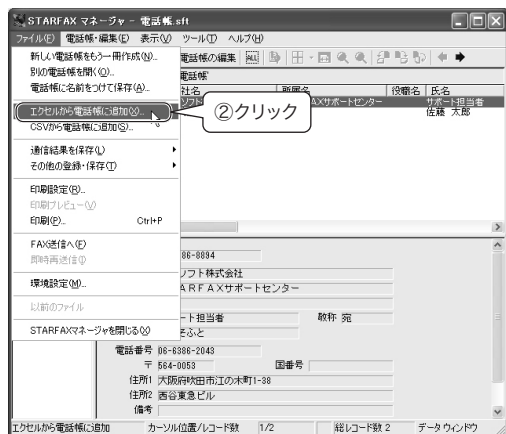 STARFAX マネージャ - 電話帳.sft
ファイル(F) 電話帳・編集(E) 表示(V) ツール(T) ヘルプ(H)
新しい電話帳をもう一冊作成(N)...
別の電話帳を開く(O)...
電話帳に名前をつけて保存(A)...
エクセルから電話帳に追加(X)...
CSVから電話帳に追加(S)...
通信結果を保存(L)
その他の登録・保存(T)
印刷設定(R)...
印刷プレビュー(V)
印刷(P)... Ctrl+P
FAX送信へ(F)
即時再送信(I)
環境設定(M)...
以前のファイル
STARFAXマネージャを閉じる(X)
②クリック
電話帳の編集
電話帳
社名 所属名 役職名 氏名
AXサポートセンター サポート担当者
佐藤 太郎
86-8894
ソフト株式会社
ARFAXサポートセンター
ート担当者 敬称 宛
そふと
電話番号 06-6386-2043
〒 564-0053 国番号
住所1 大阪府吹田市江の木町1-38
住所2 西谷東急ビル
備考
エクセルから電話帳に追加 カーソル位置/レコード数 1/2 総レコード数 2 データウィンドウ